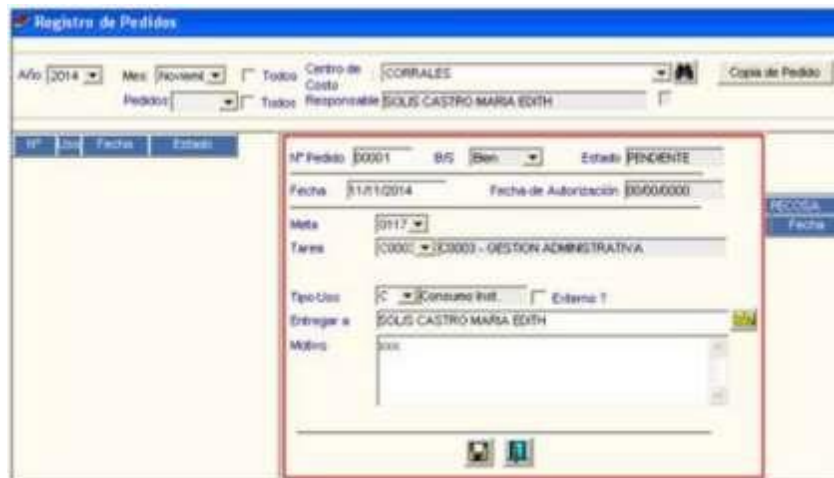 Registro de Pedidos
Año 2014 Mes Noviemb Todos Centro de Costo CORRALES Copia de Pedido
Pedidos Todos Responsable SOLIS CASTRO MARIA EDITH
Nº Uso Fecha Estado
Nº Pedido 00001 B/S Bien Estado PENDIENTE
Fecha 11/11/2014 Fecha de Autorización 00/00/0000
PECOSA
Fecha
Meta 0117
Tarea C0003 - GESTION ADMINISTRATIVA
Tipo Uso C Consumo Inst. Externo ?
Entregar a SOLIS CASTRO MARIA EDITH
Motivo xxx